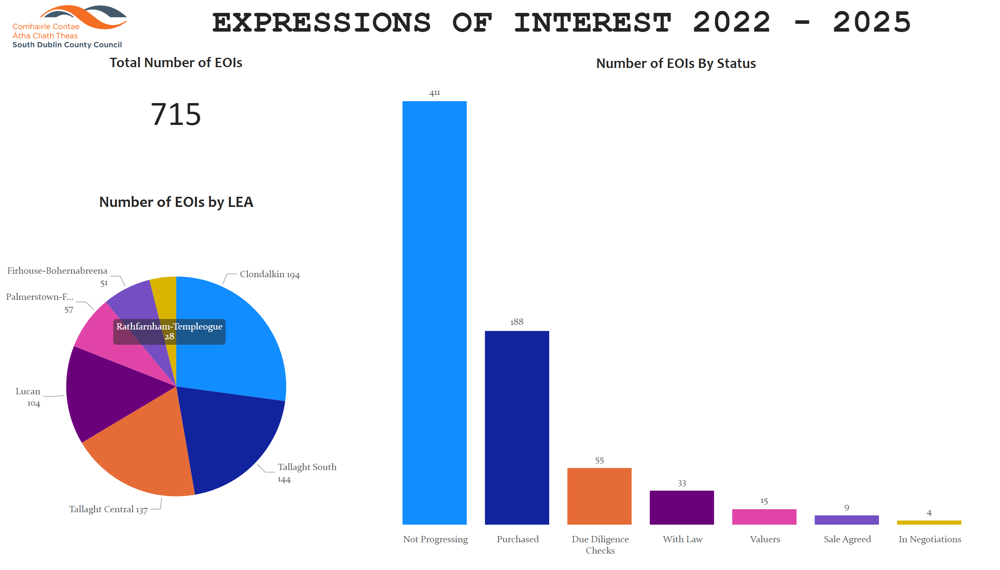 Comhairle Contae
Átha Cliath Theas
South Dublin County Council
EXPRESSIONS OF INTEREST 2022 - 2025
Total Number of EOIs
715
Number of EOIs by LEA
Firhouse-Bohernabreena
51
Clondalkin 194
Palmerstown-F...
57
Rathfarnham-Templeogue
28
Lucan
104
Tallaght South
144
Tallaght Central 137
Number of EOIs By Status
411
188
55
33
15
9
4
Not Progressing
Purchased
Due Diligence
Checks
With Law
Valuers
Sale Agreed
In Negotiations